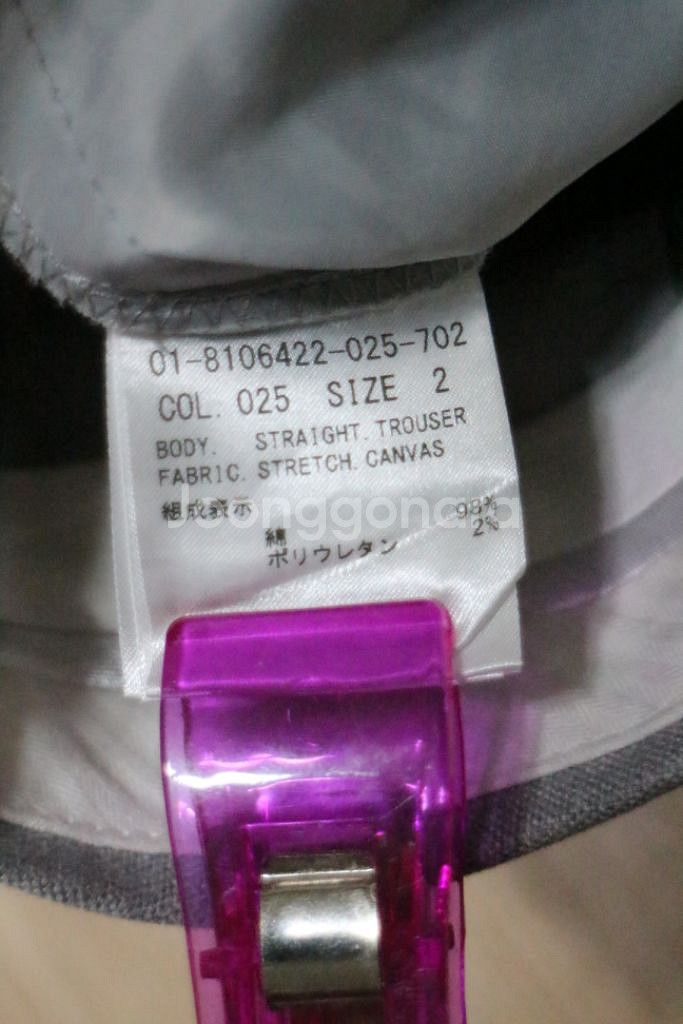 01-8106422-025-702
COL. 025 SIZE 2
BODY. STRAIGHT. TROUSER
FABRIC. STRETCH. CANVAS
組成表示
綿 98%
ポリウレタン 2%
Joonggonara